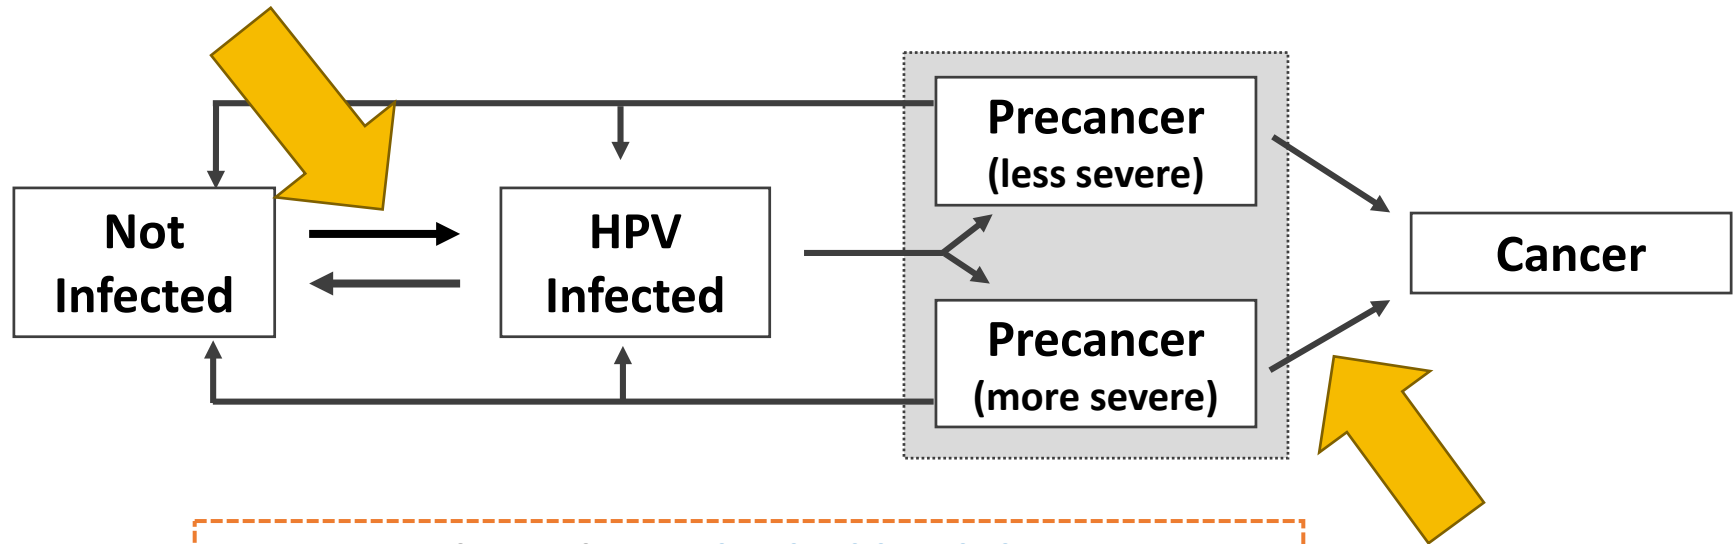 Not
Infected
HPV
Infected
Precancer
(less severe)
Precancer
(more severe)
Cancer